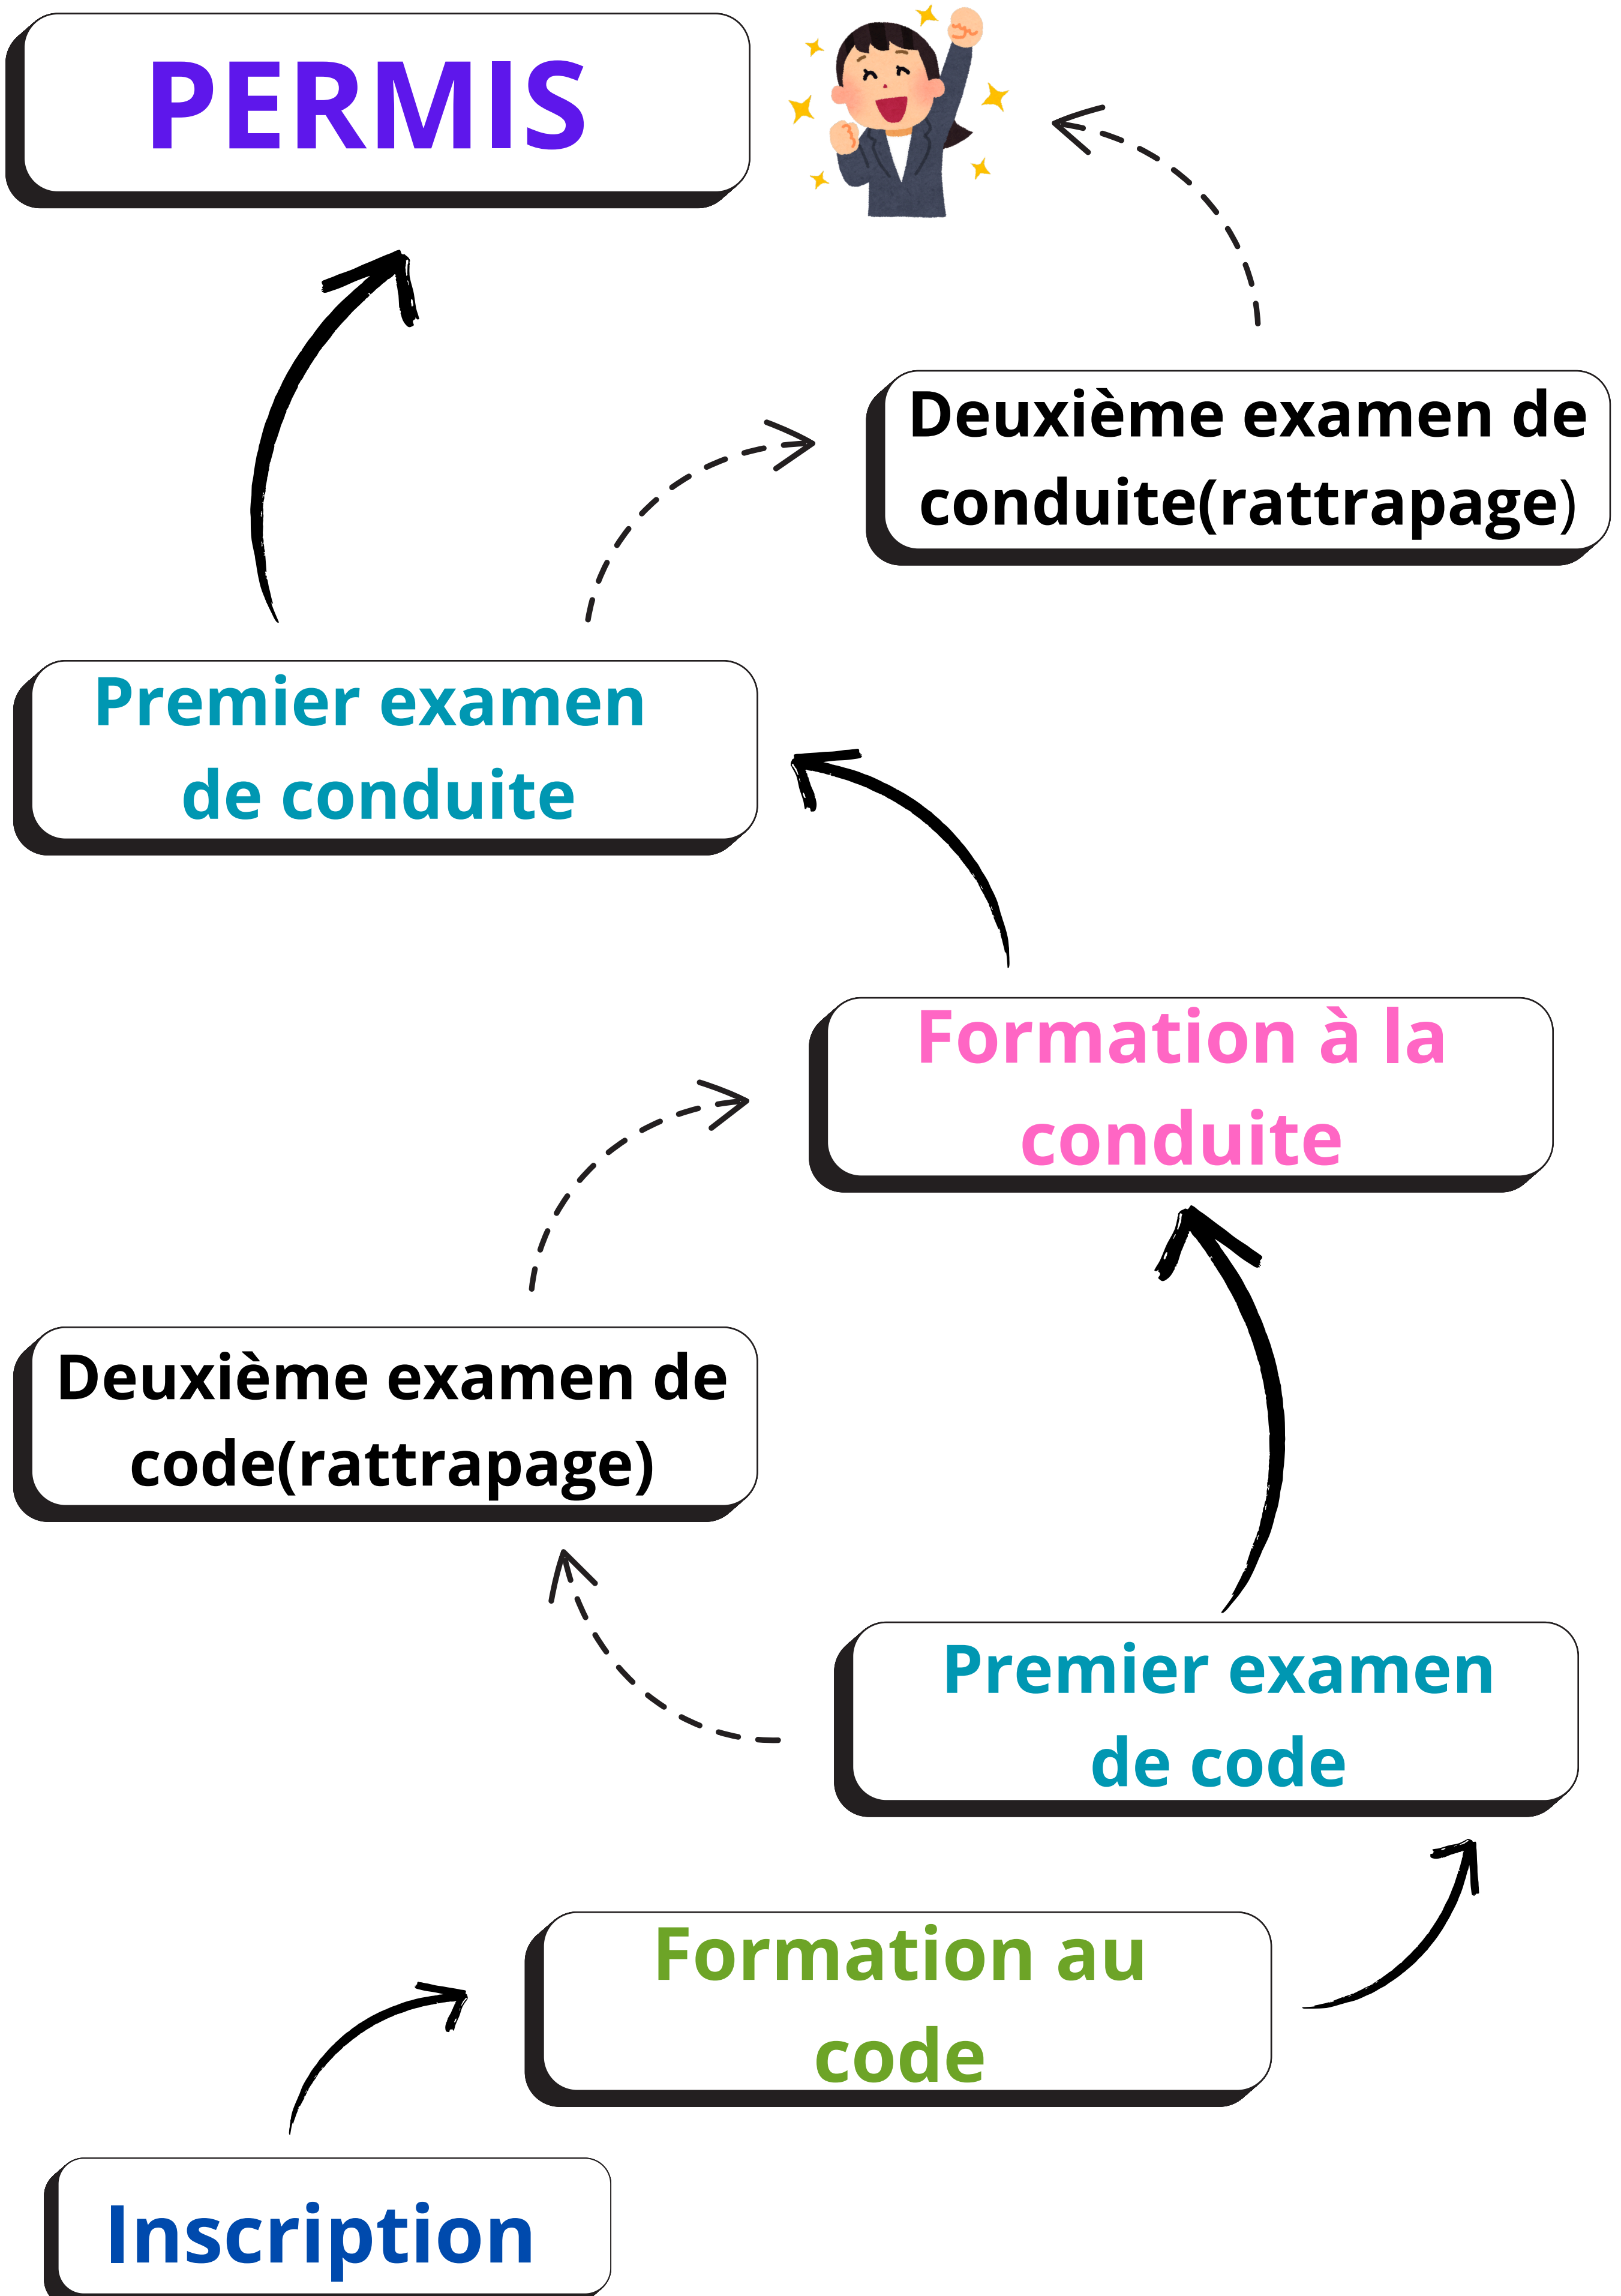 PERMIS
Deuxième examen de
conduite(rattrapage)
Premier examen
de conduite
Formation à la
conduite
Deuxième examen de
code(rattrapage)
Premier examen
de code
Formation au
code
Inscription